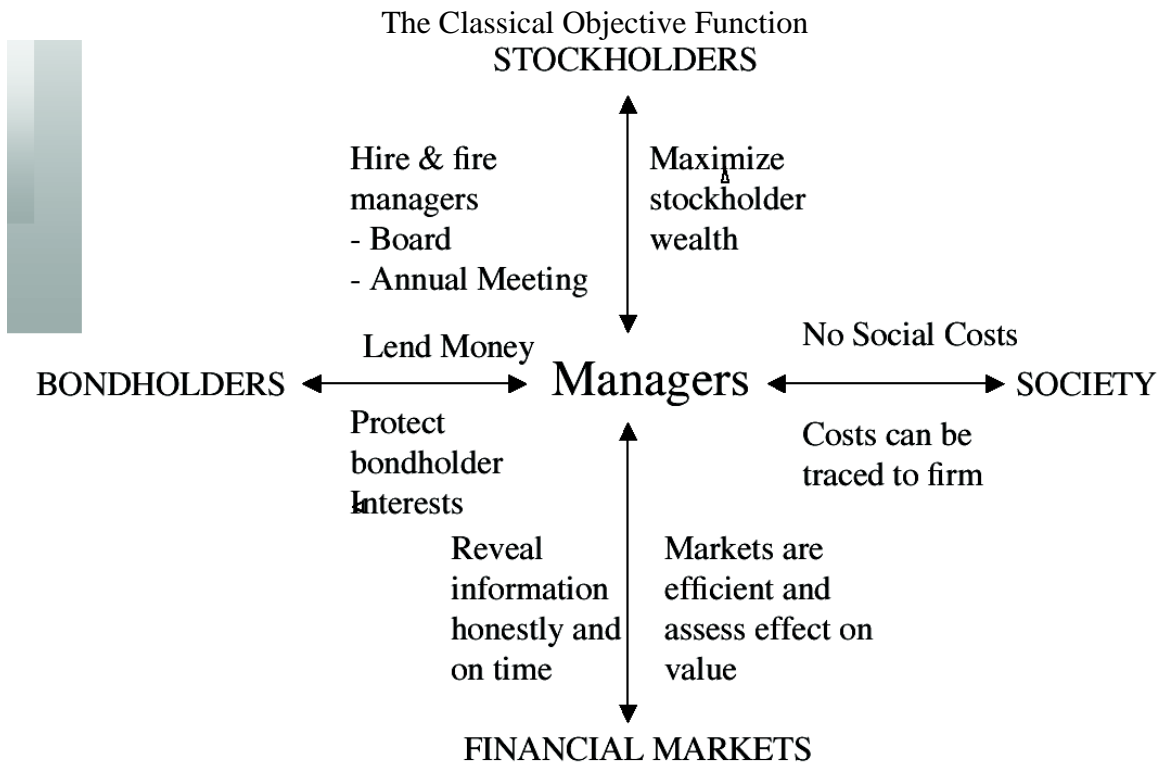 The Classical Objective Function
STOCKHOLDERS
Hire & fire
managers
- Board
- Annual Meeting
Maximize
stockholder
wealth
Lend Money
No Social Costs
BONDHOLDERS
Managers
SOCIETY
Protect
bondholder
Interests
Costs can be
traced to firm
Reveal
information
honestly and
on time
Markets are
efficient and
assess effect on
value
FINANCIAL MARKETS